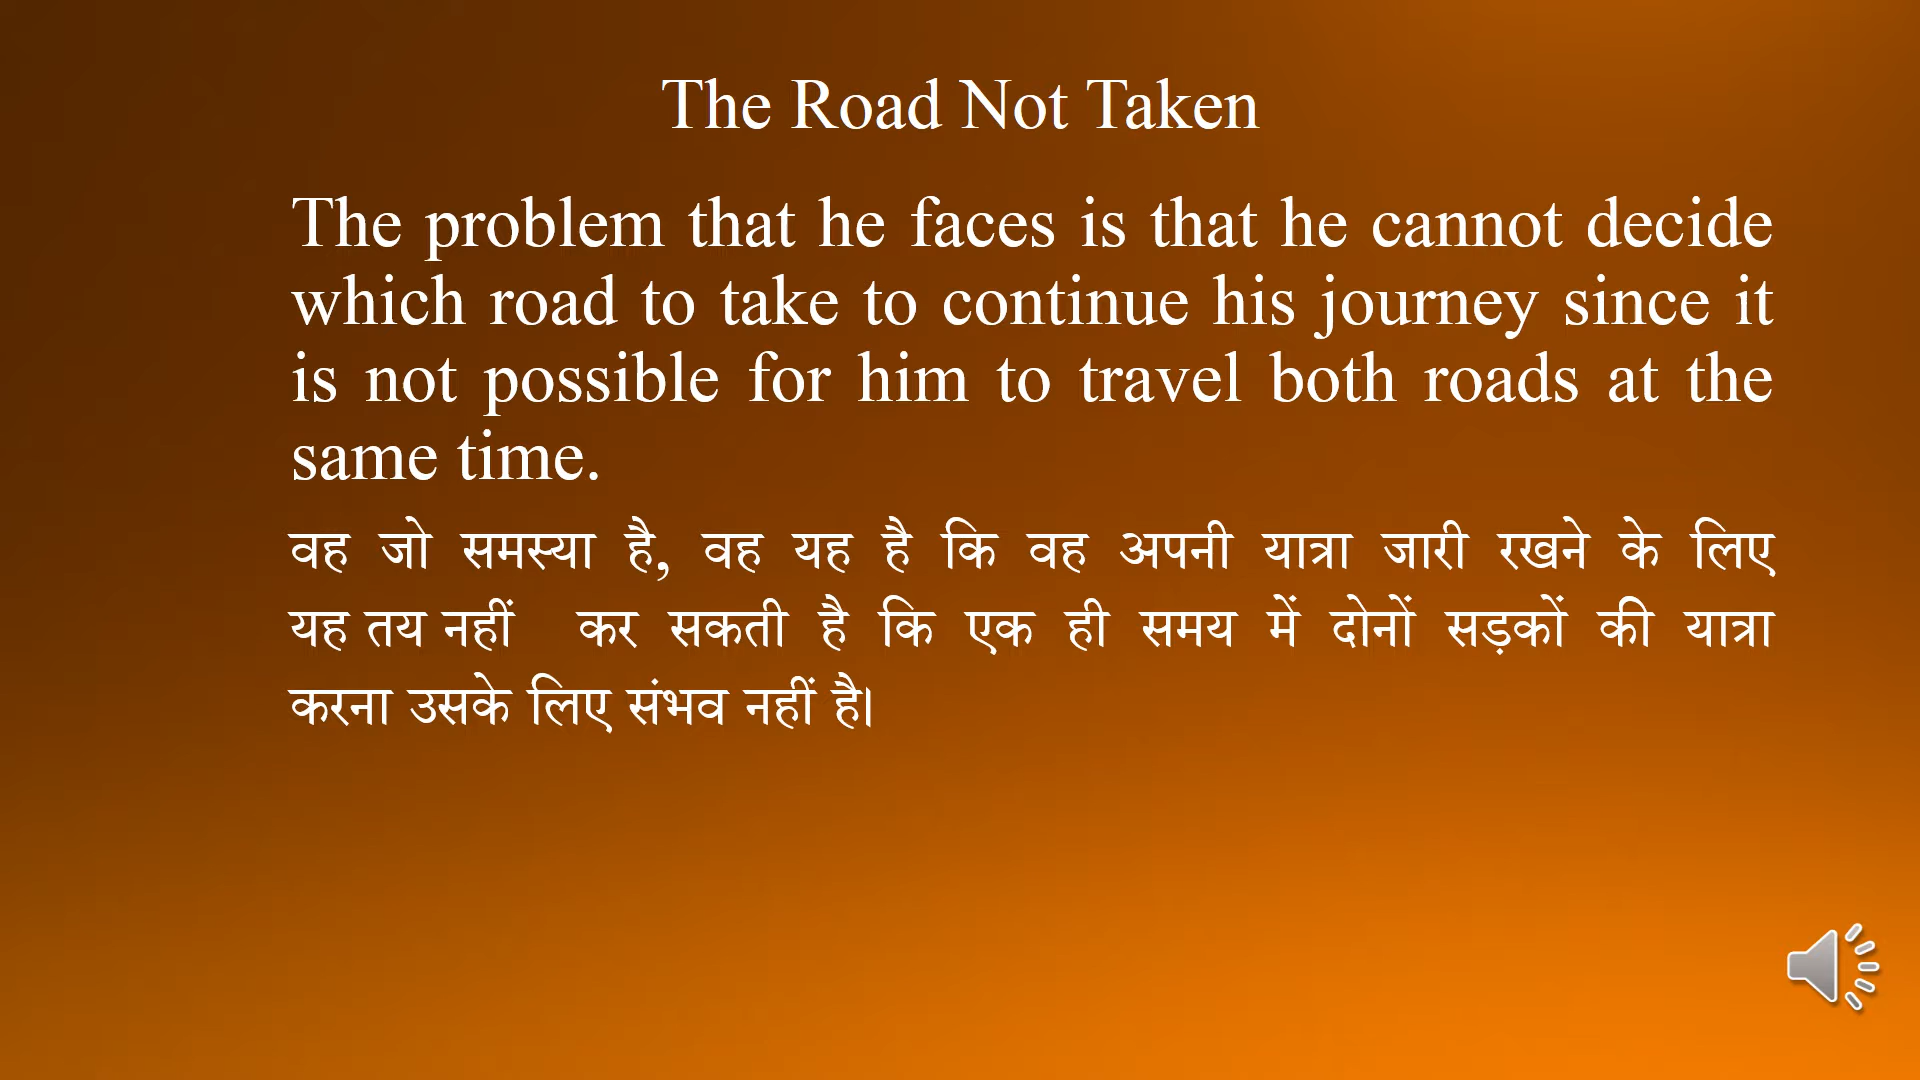 The Road Not Taken
The problem that he faces is that he cannot decide
which road to take to continue his journey since it
is not possible for him to travel both roads at the
same time.
वह जो समस्या है, वह यह है कि वह अपनी यात्रा जारी रखने के लिए
यह तय नहीं कर सकती है कि एक ही समय में दोनों सड़कों की यात्रा
करना उसके लिए संभव नहीं है।